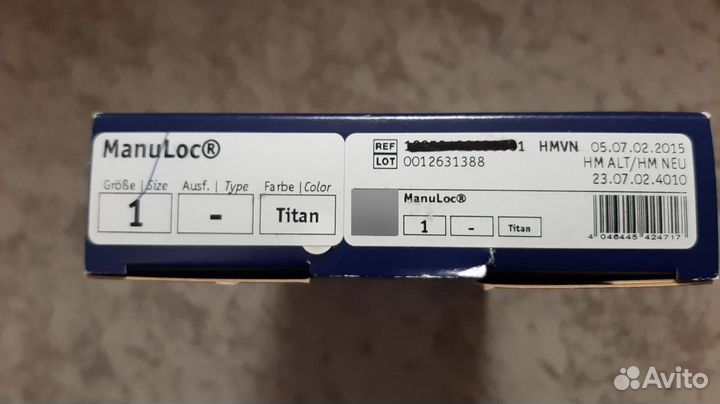 ManuLoc®
Größe | Size Ausf. | Type Farbe | Color
1 - Titan
REF 1 HMVN 05.07.02.2015
LOT 0012631388 HM ALT/HM NEU
23.07.02.4010
ManuLoc®
1 - Titan
4 046445 424717
Avito